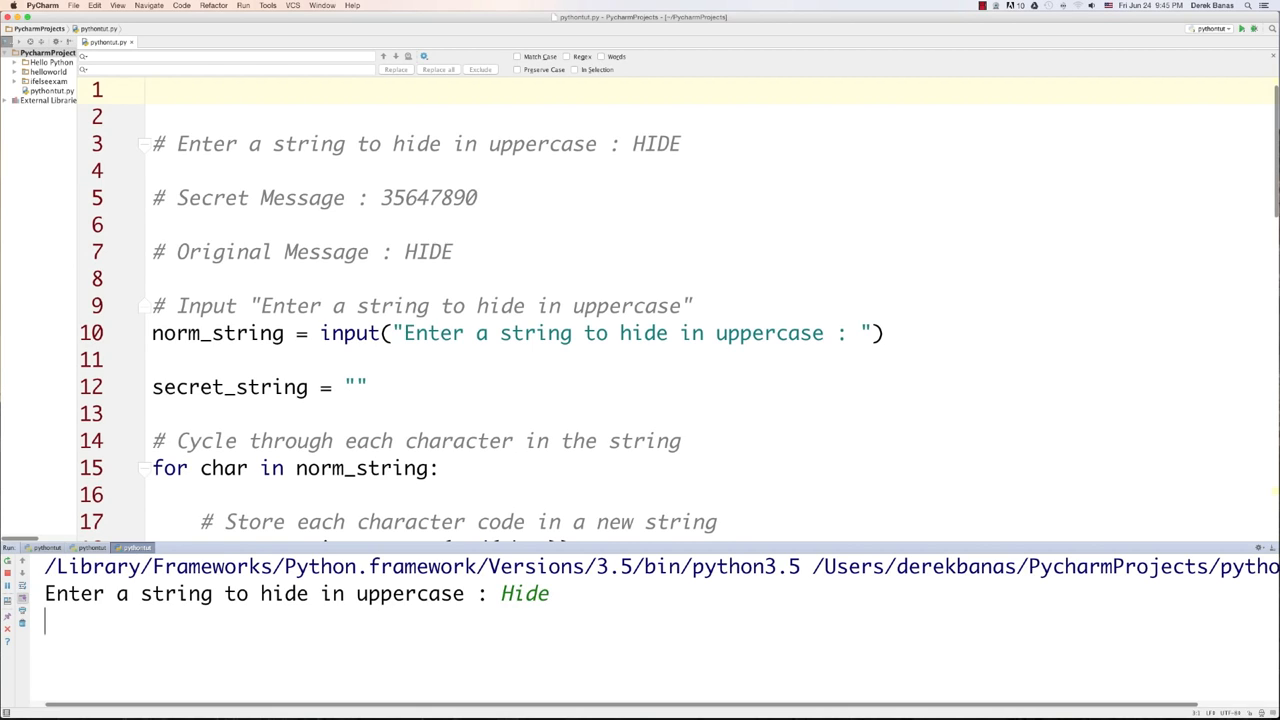 PyCharm File Edit View Navigate Code Refactor Run Tools VCS Window Help Fri Jun 24 9:45 PM Derek Banas
pythontut.py - PycharmProjects - [~/PycharmProjects]
PycharmProjects pythontut.py pythontut
pythontut.py
PycharmProject
Hello Python
helloworld
ifelseexam
pythontut.py
External Librarie
Match Case Regex Words
Replace Replace all Exclude Preserve Case In Selection
1
2
3 # Enter a string to hide in uppercase : HIDE
4
5 # Secret Message : 35647890
6
7 # Original Message : HIDE
8
9 # Input "Enter a string to hide in uppercase"
10 norm_string = input("Enter a string to hide in uppercase : ")
11
12 secret_string = ""
13
14 # Cycle through each character in the string
15 for char in norm_string:
16
17 # Store each character code in a new string
Run: pythontut pythontut pythontut
/Library/Frameworks/Python.framework/Versions/3.5/bin/python3.5 /Users/derekbanas/PycharmProjects/pytho
Enter a string to hide in uppercase : Hide
3:1 LF UTF-8